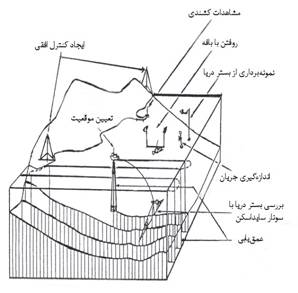 مشاهدات کشندی
ایجاد کنترل افقی
روفتن با بافه
نمونه‌برداری از بستر دریا
تعیین موقعیت
اندازه‌گیری جریان
بررسی بستر دریا با
سونار سایداسکن
عمق‌یابی